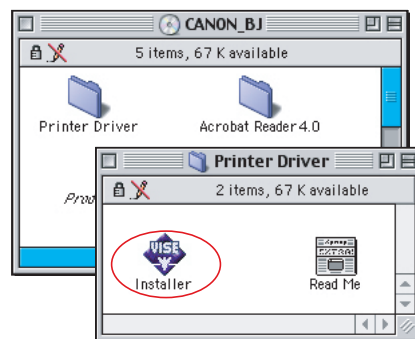 CANON_BJ
5 items, 67 K available
Printer Driver
Acrobat Reader 4.0
Printer Driver
2 items, 67 K available
VISE
Installer
EXTRA!
Read Me